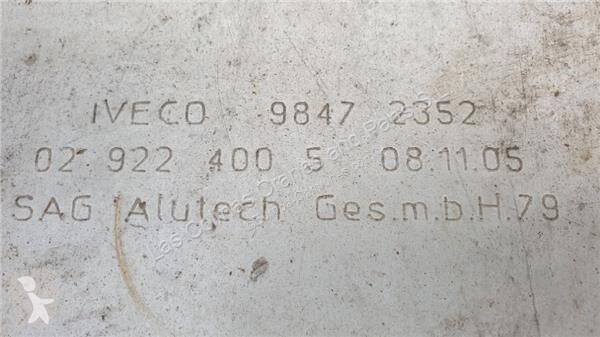 IVECO 9847 2352
02 922 400 5 08.11.05
SAG Alutech Ges.m.b.H.79